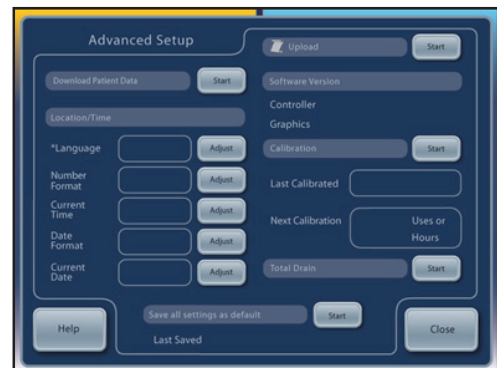 Advanced Setup
Upload
Start
Download Patient Data
Start
Software Version
Location/Time
Controller
Graphics
*Language
Adjust
Calibration
Start
Number
Format
Adjust
Last Calibrated
Current
Time
Adjust
Next Calibration
Uses or
Hours
Date
Format
Adjust
Current
Date
Adjust
Total Drain
Start
Save all settings as default
Start
Last Saved
Help
Close